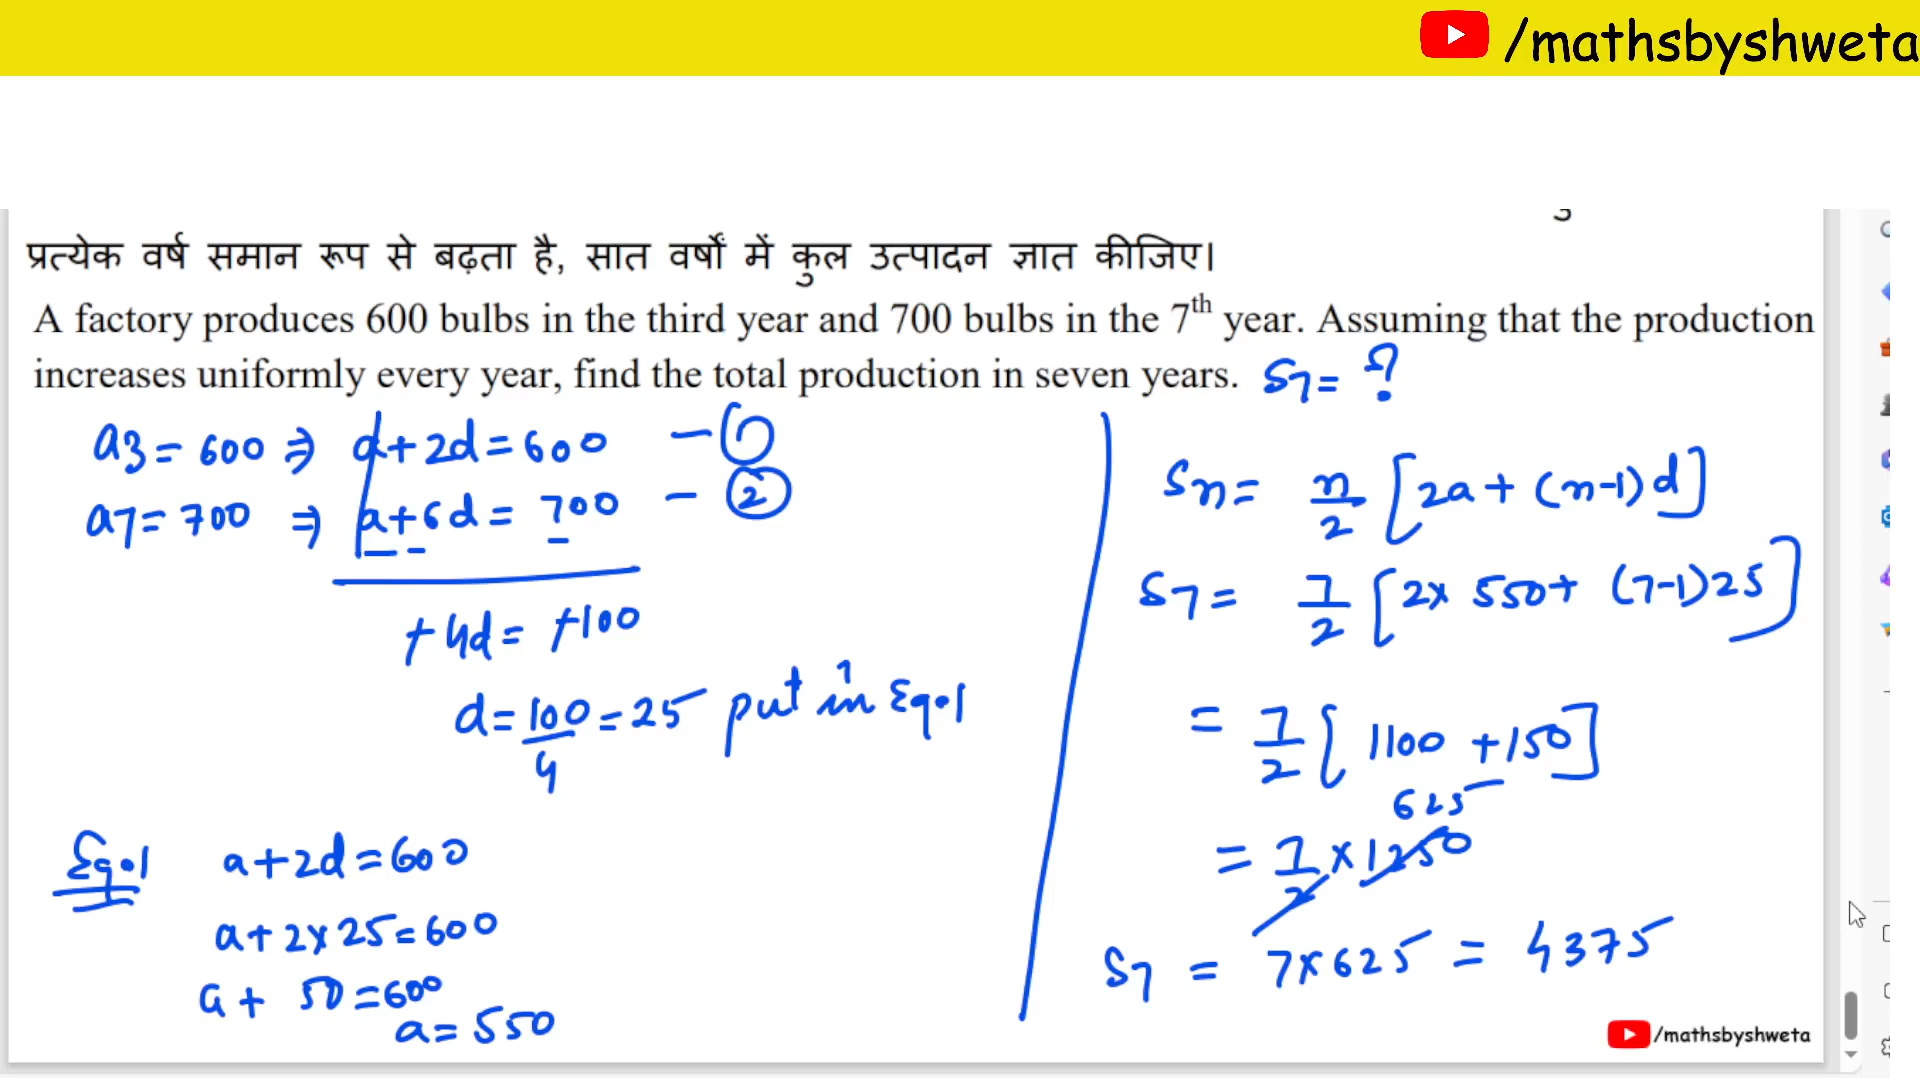 /mathsbyshweta
प्रत्येक वर्ष समान रूप से बढ़ता है, सात वर्षों में कुल उत्पादन ज्ञात कीजिए।
A factory produces 600 bulbs in the third year and 700 bulbs in the 7th year. Assuming that the production
increases uniformly every year, find the total production in seven years. S7 = ?
a3 = 600 ⇒ a+2d = 600 — ①
a7 = 700 ⇒ a+6d = 700 — ②
+4d = +100
d = 100/4 = 25 put in Eq.1
Eq.1 a+2d = 600
a+2×25 = 600
a + 50 = 600
a = 550
Sn = n/2 [2a + (n-1)d]
S7 = 7/2 [2× 550 + (7-1)25]
= 7/2 [1100 + 150]
625
= 7/2 × 1250
S7 = 7×625 = 4375
/mathsbyshweta